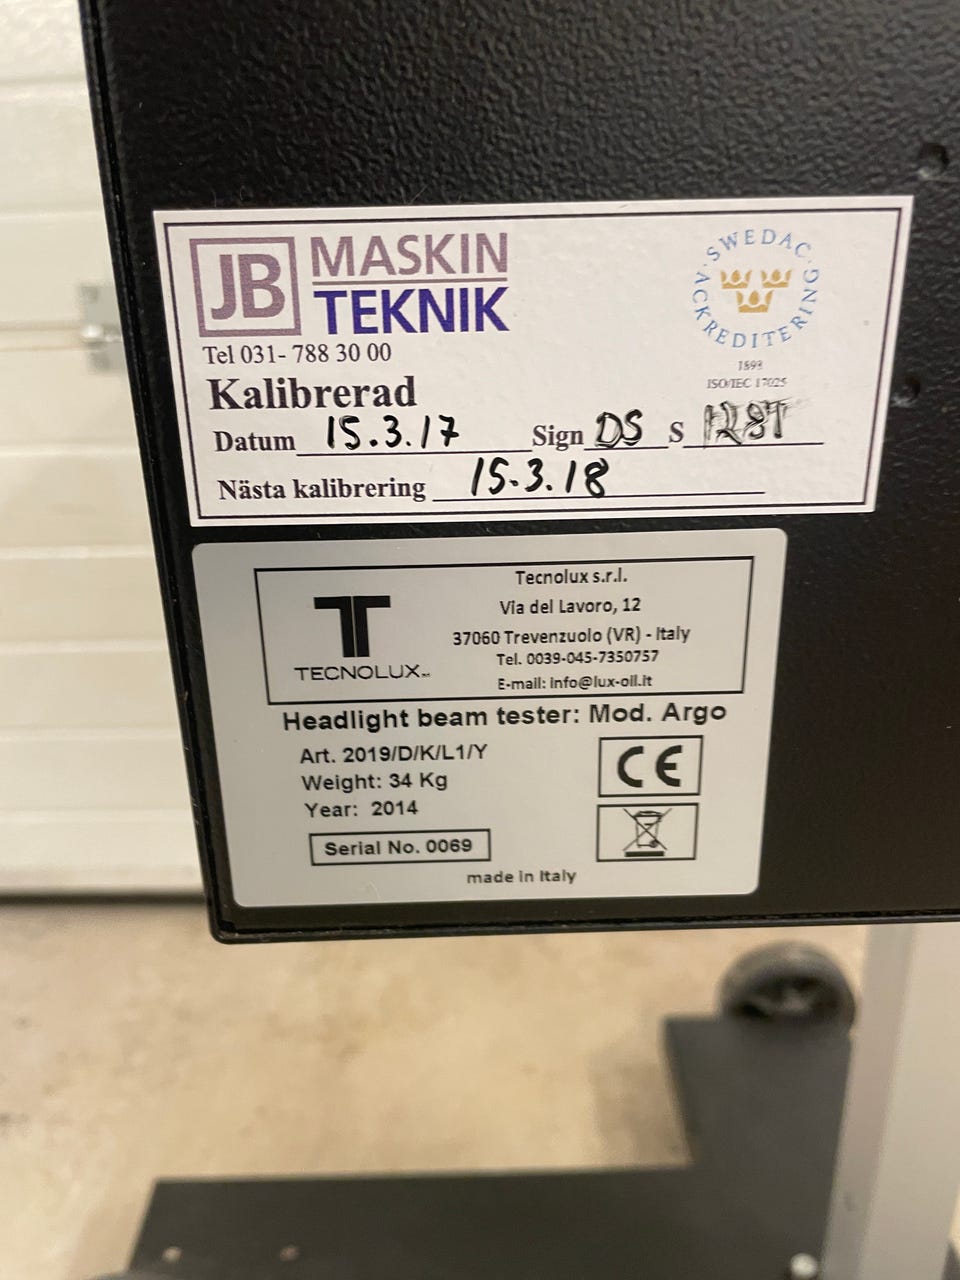 JB MASKIN
TEKNIK
SWEDAC
ACKREDITERING
1893
ISO/IEC 17025
Tel 031- 788 30 00
Kalibrerad
Datum 15.3.17 Sign DS S
Nästa kalibrering 15.3.18
T
TECNOLUX
Tecnolux s.r.l.
Via del Lavoro, 12
37060 Trevenzuolo (VR) - Italy
Tel. 0039-045-7350757
E-mail: info@lux-oil.it
Headlight beam tester: Mod. Argo
Art. 2019/D/K/L1/Y
Weight: 34 Kg
Year: 2014
CE
Serial No. 0069
made in Italy